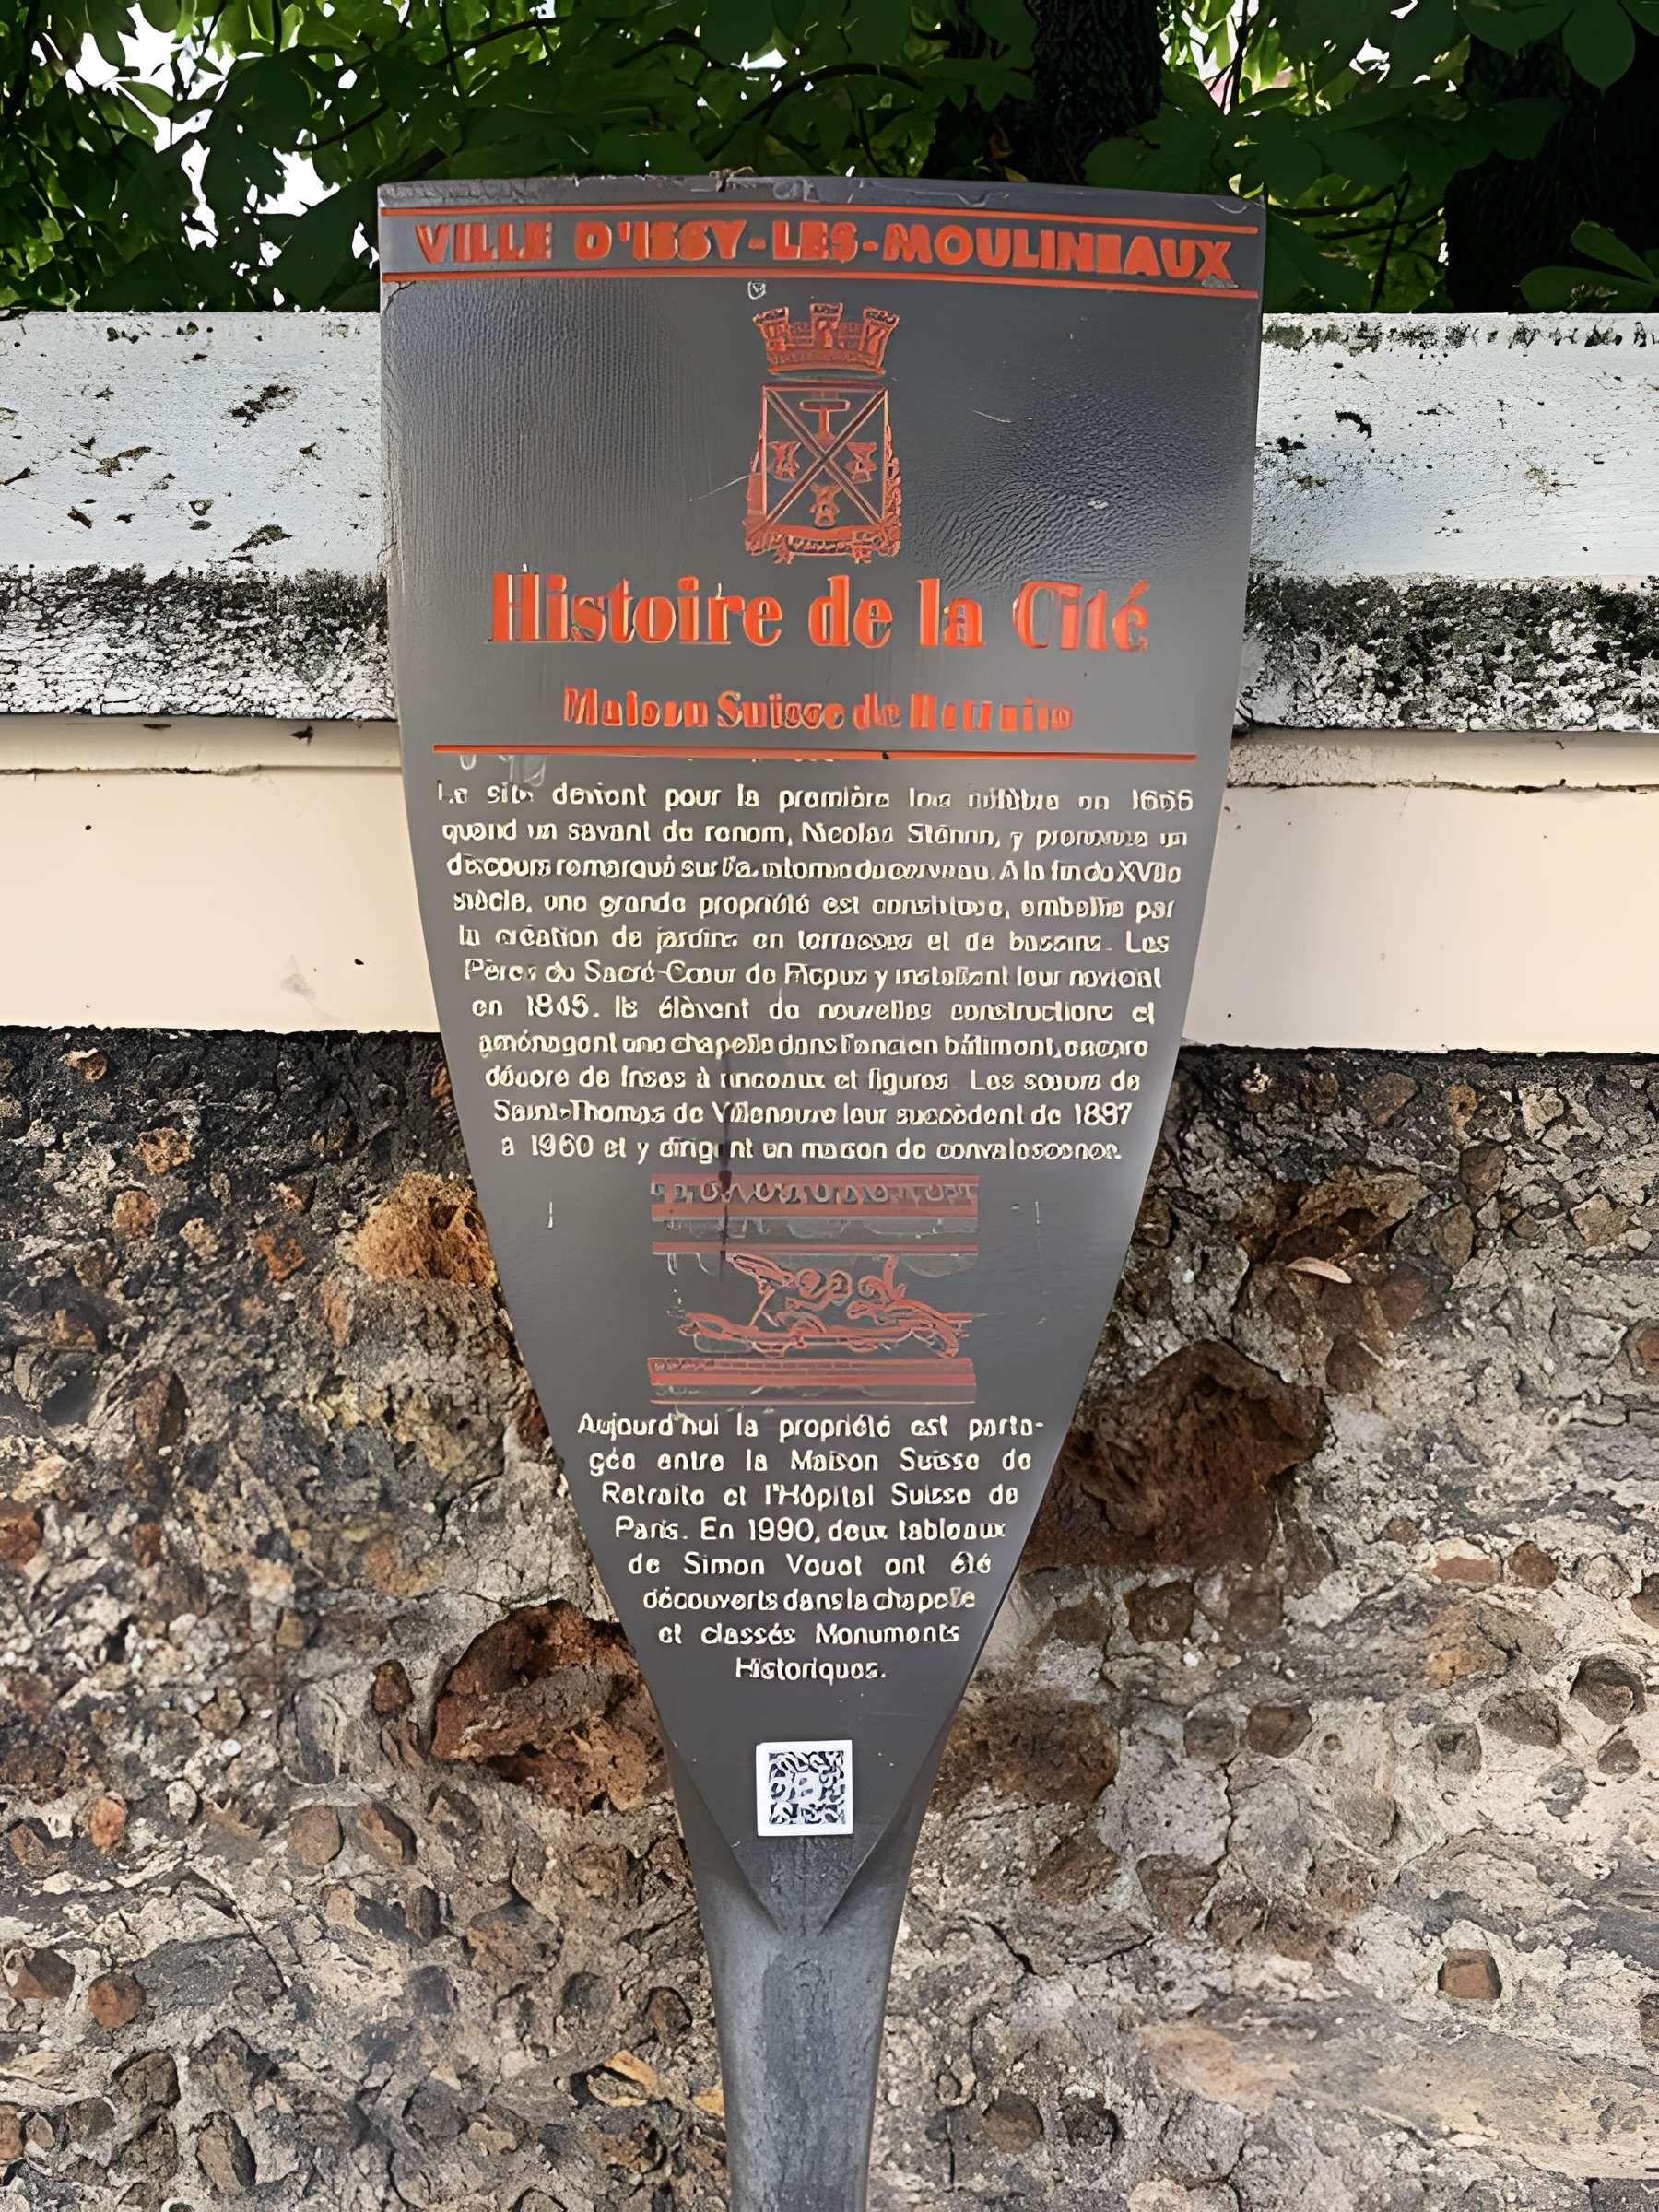 VILLE D'ISSY-LES-MOULINEAUX
Histoire de la Cité
Maison Suisse de Retraite
Le site devient pour la première fois célèbre en
quand un savant de renom, Nicolas Sténon, y prononce un
discours remarqué sur l'anatomie du cerveau. A la fin du XVIIe
siècle, une grande propriété est construite, embellie par
la création de jardins en terrasses et de bassins. Les
Pères du Sacré-Cœur de Picpus y installent leur noviciat
en 1845. Ils élèvent de nouvelles constructions et
aménagent une chapelle dans l'ancien bâtiment, encore
décoré de frises à rinceaux et figures. Les sœurs de
Saint-Thomas de Villeneuve leur succèdent de
à 1960 et y dirigent un maison de convalescence.
Aujourd'hui la propriété est parta-
gée entre la Maison Suisse de
Retraite et l'Hôpital Suisse de
Paris. En 1990, deux tableaux
de Simon Vouet ont été
découverts dans la chapelle
et classés Monuments
Historiques.